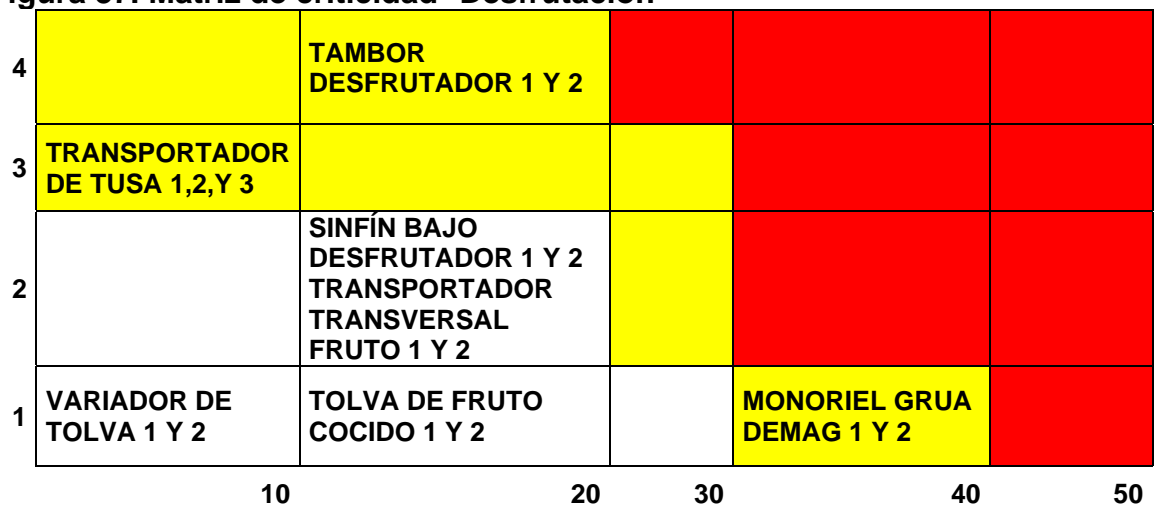 Matriz de criticidad Desfrutación
4
TAMBOR
DESFRUTADOR 1 Y 2
3
TRANSPORTADOR
DE TUSA 1,2,Y 3
2
SINFÍN BAJO
DESFRUTADOR 1 Y 2
TRANSPORTADOR
TRANSVERSAL
FRUTO 1 Y 2
1
VARIADOR DE
TOLVA 1 Y 2
TOLVA DE FRUTO
COCIDO 1 Y 2
MONORIEL GRUA
DEMAG 1 Y 2
10 20 30 40 50